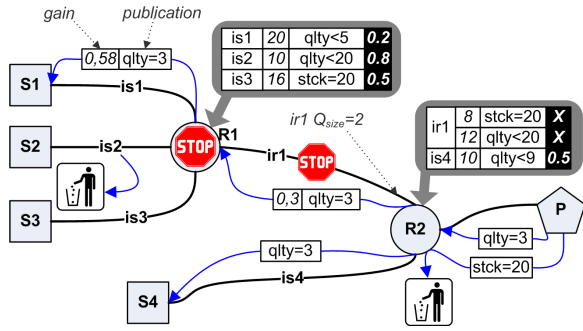 gain publication
0,58 qlty=3
is1 20 qlty<5 0.2
is2 10 qlty<20 0.8
is3 16 stck=20 0.5
S1
is1
S2
is2
STOP
R1
ir1
STOP
ir1 Qsize=2
ir1 8 stck=20 X
12 qlty<20 X
is4 10 qlty<9 0.5
0,3 qlty=3
S3
is3
R2
P
qlty=3
qlty=3
stck=20
S4
is4